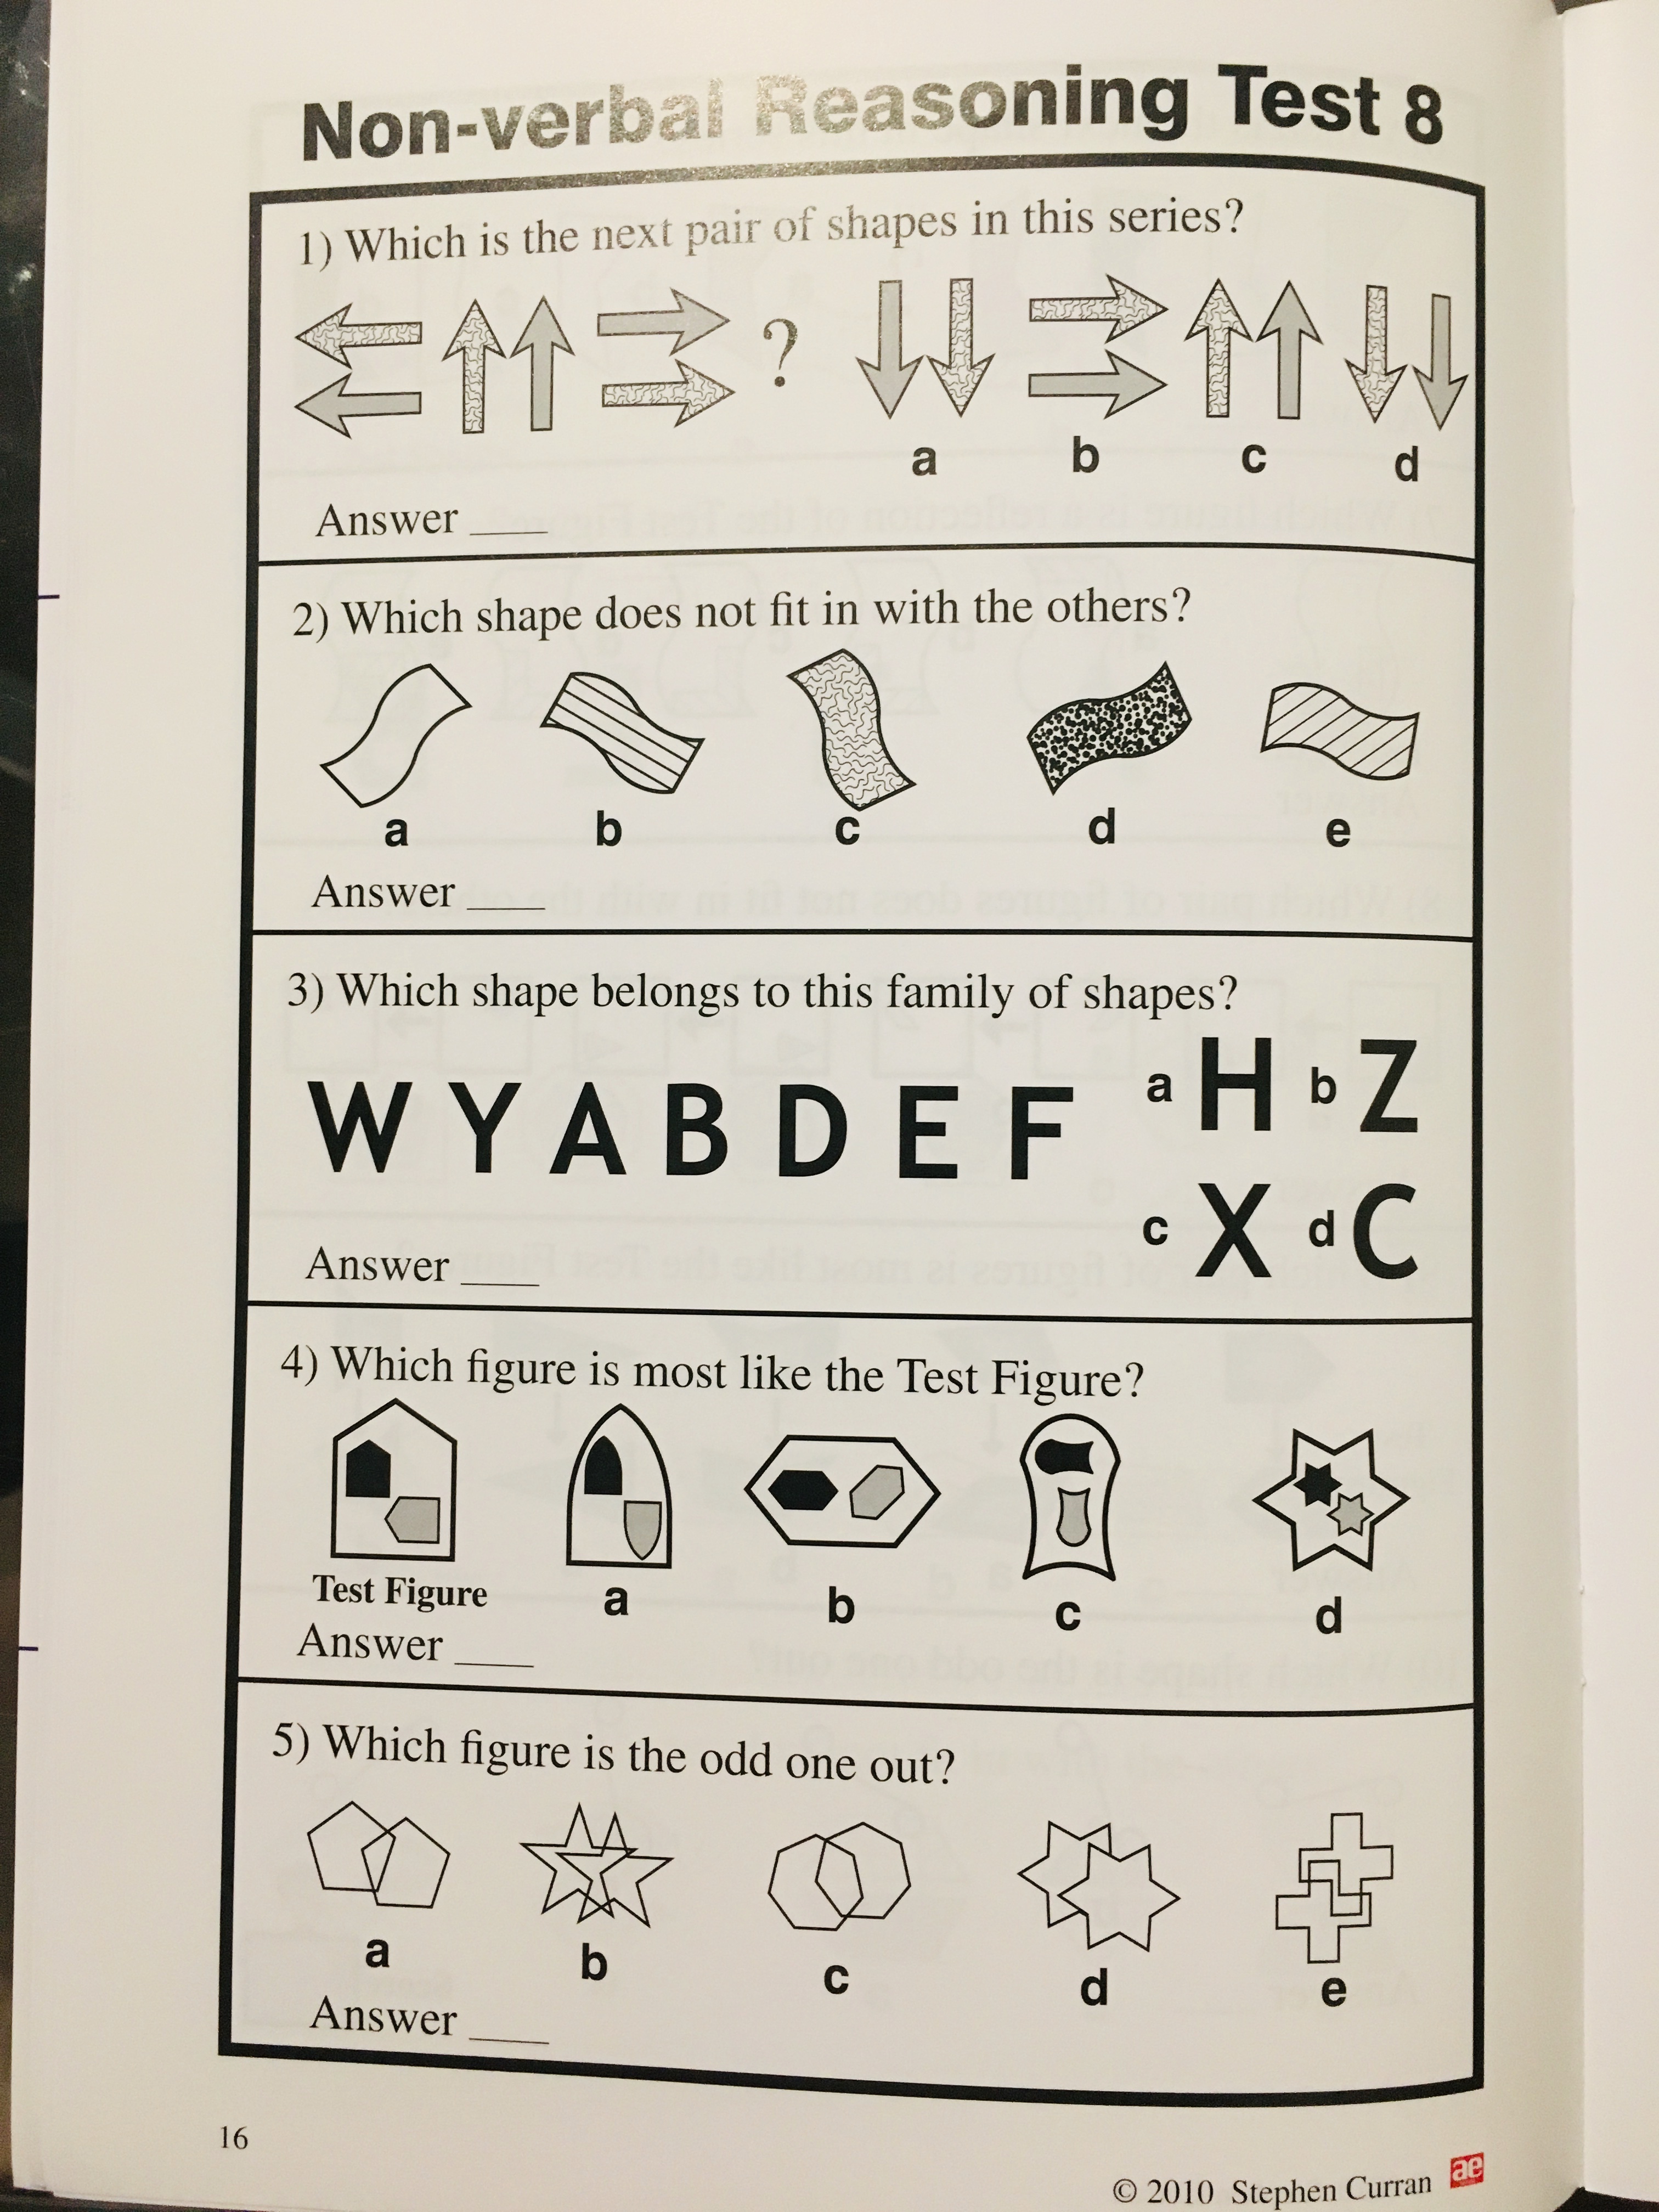 Non-verbal Reasoning Test 8
1) Which is the next pair of shapes in this series?
?
a b c d
Answer ____
2) Which shape does not fit in with the others?
a b c d e
Answer ____
3) Which shape belongs to this family of shapes?
a H b Z
W Y A B D E F
c X d C
Answer ____
4) Which figure is most like the Test Figure?
Test Figure a b c d
Answer ____
5) Which figure is the odd one out?
a b c d e
Answer ____
16
© 2010 Stephen Curran ae